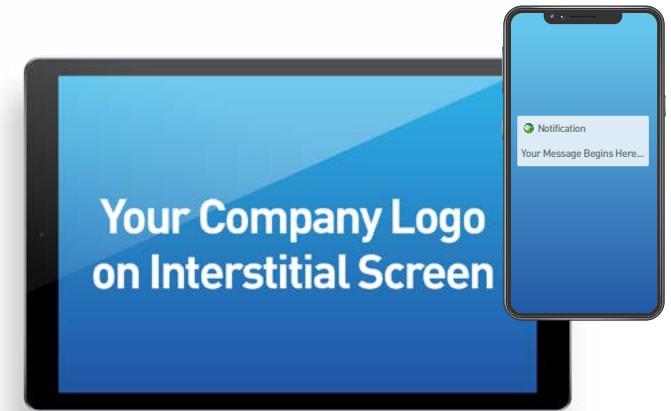 Your Company Logo
on Interstitial Screen
Notification
Your Message Begins Here...